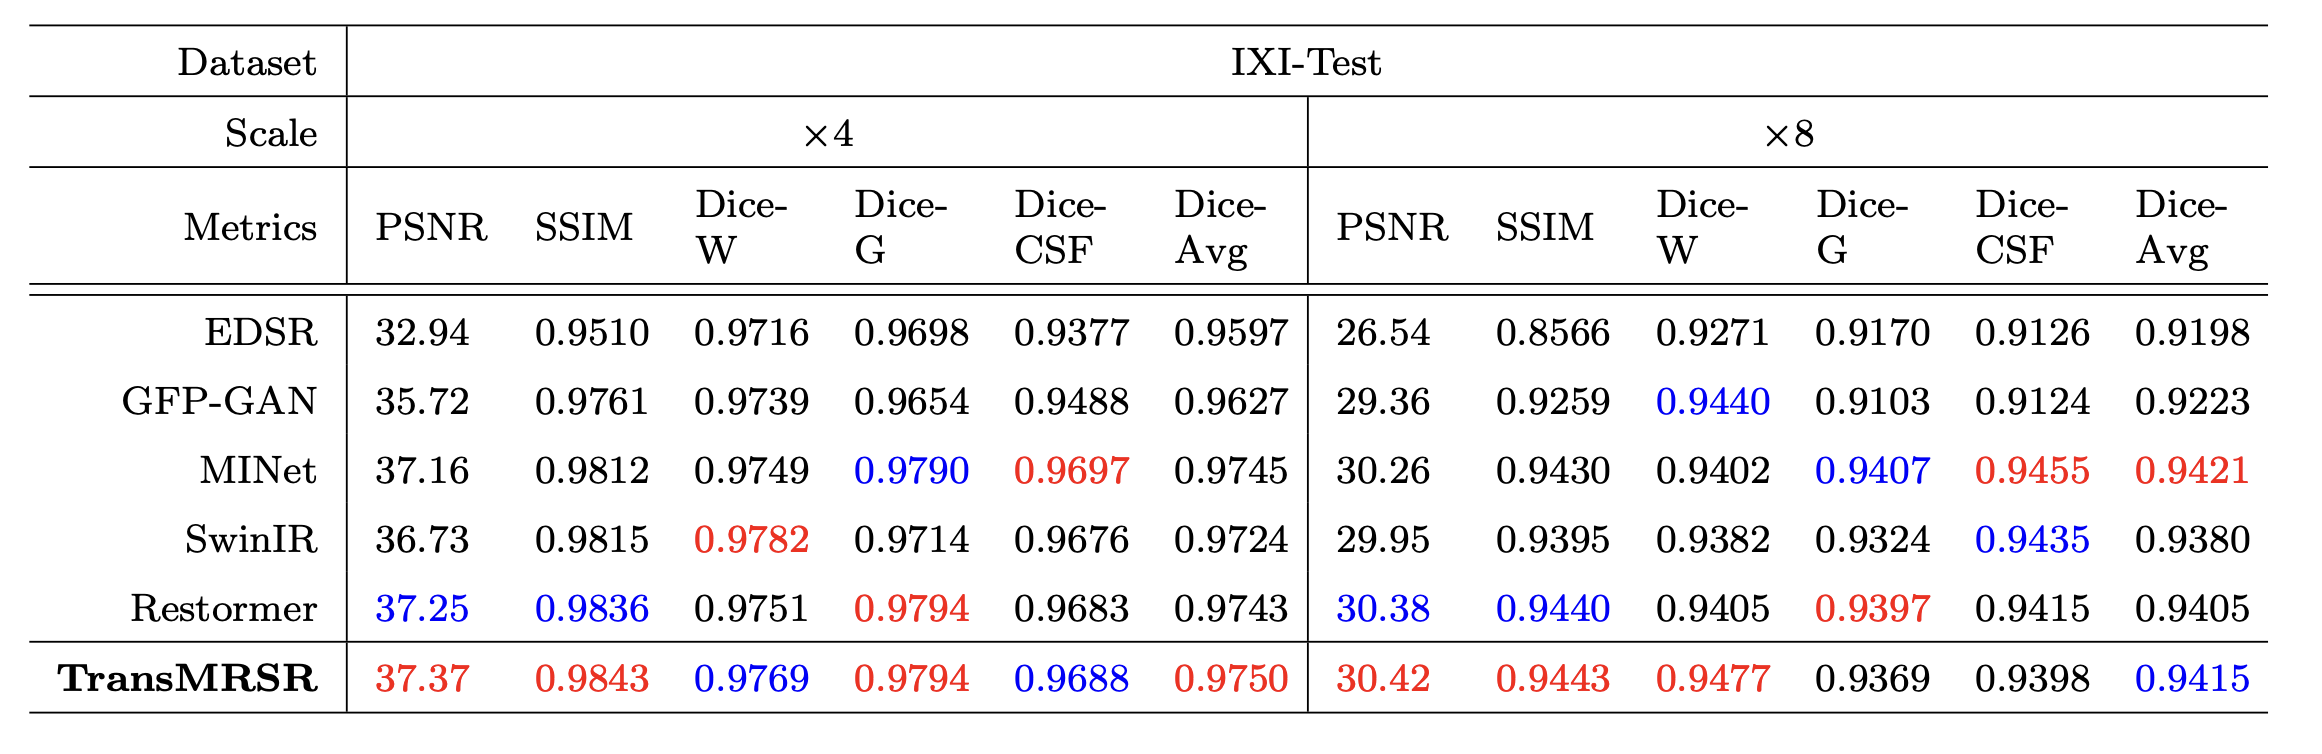 Dataset IXI-Test
Scale ×4 ×8
Metrics PSNR SSIM Dice-W Dice-G Dice-CSF Dice-Avg PSNR SSIM Dice-W Dice-G Dice-CSF Dice-Avg
EDSR 32.94 0.9510 0.9716 0.9698 0.9377 0.9597 26.54 0.8566 0.9271 0.9170 0.9126 0.9198
GFP-GAN 35.72 0.9761 0.9739 0.9654 0.9488 0.9627 29.36 0.9259 0.9440 0.9103 0.9124 0.9223
MINet 37.16 0.9812 0.9749 0.9790 0.9697 0.9745 30.26 0.9430 0.9402 0.9407 0.9455 0.9421
SwinIR 36.73 0.9815 0.9782 0.9714 0.9676 0.9724 29.95 0.9395 0.9382 0.9324 0.9435 0.9380
Restormer 37.25 0.9836 0.9751 0.9794 0.9683 0.9743 30.38 0.9440 0.9405 0.9397 0.9415 0.9405
TransMRSR 37.37 0.9843 0.9769 0.9794 0.9688 0.9750 30.42 0.9443 0.9477 0.9369 0.9398 0.9415